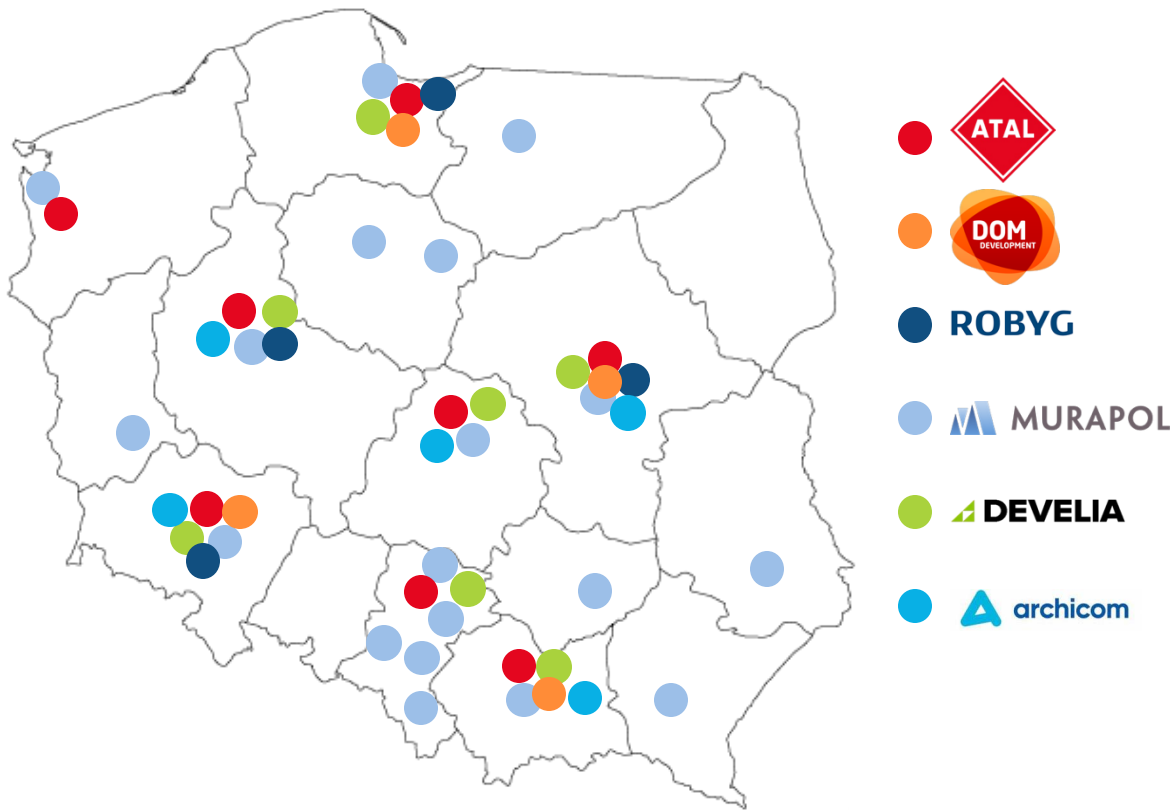 ATAL
DOM
DEVELOPMENT
ROBYG
MURAPOL
DEVELIA
archicom